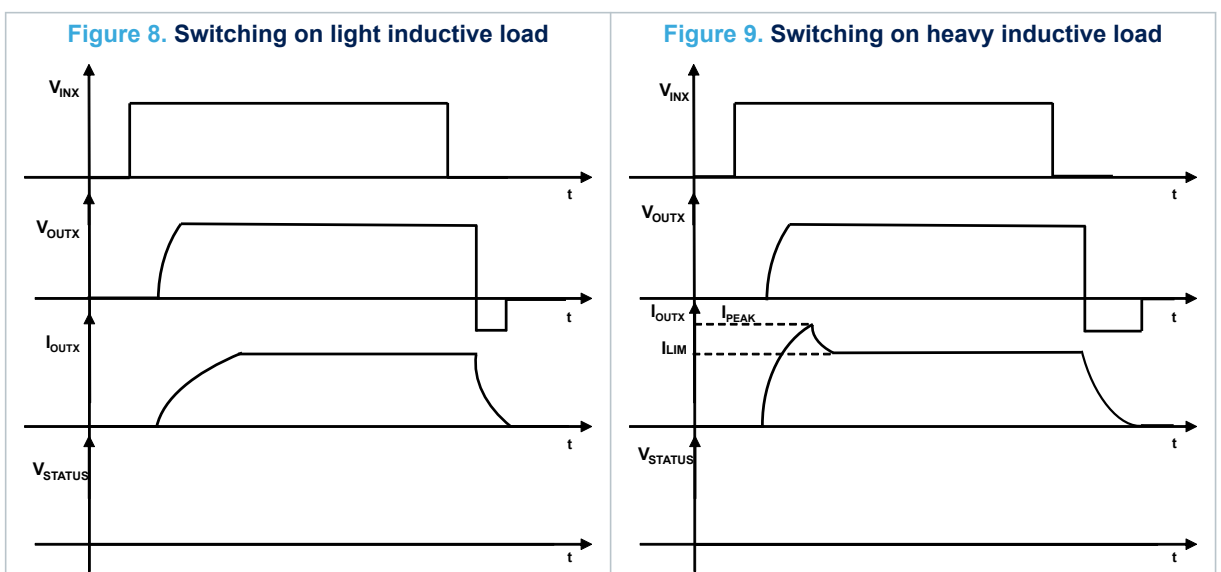 Figure 8. Switching on light inductive load
VINX
t
VOUTX
t
IOUTX
t
VSTATUS
t
Figure 9. Switching on heavy inductive load
VINX
t
VOUTX
t
IOUTX
IPEAK
ILIM
t
VSTATUS
t